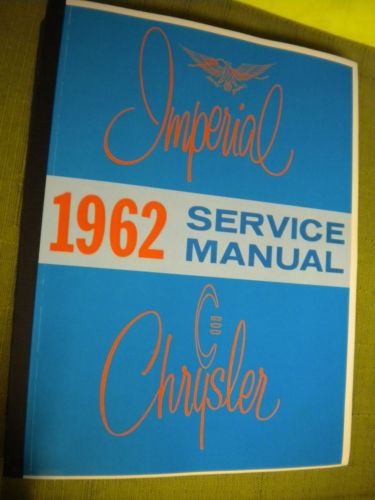 Imperial
1962 SERVICE
MANUAL
Chrysler